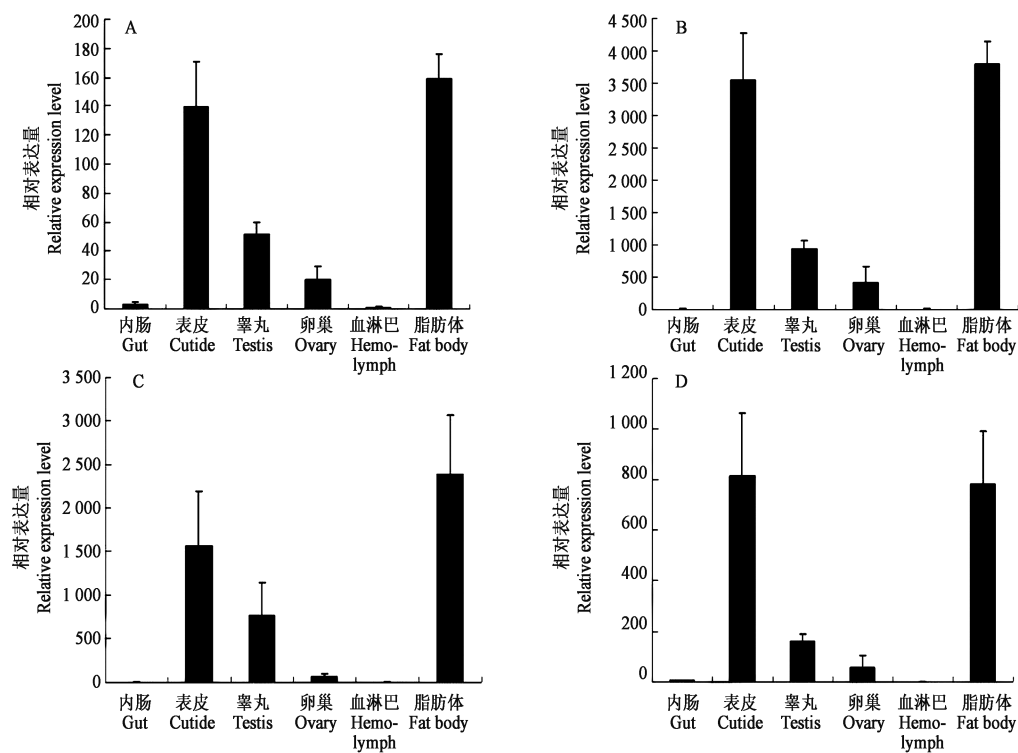 A
相对表达量
Relative expression level
200
180
160
140
120
100
80
60
40
20
0
内肠 表皮 睾丸 卵巢 血淋巴 脂肪体
Gut Cutide Testis Ovary Hemo- Fat body
lymph
B
相对表达量
Relative expression level
4 500
4 000
3 500
3 000
2 500
2 000
1 500
1 000
500
0
内肠 表皮 睾丸 卵巢 血淋巴 脂肪体
Gut Cutide Testis Ovary Hemo- Fat body
lymph
C
相对表达量
Relative expression level
3 500
3 000
2 500
2 000
1 500
1 000
500
0
内肠 表皮 睾丸 卵巢 血淋巴 脂肪体
Gut Cutide Testis Ovary Hemo- Fat body
lymph
D
相对表达量
Relative expression level
1 200
1 000
800
600
400
200
0
内肠 表皮 睾丸 卵巢 血淋巴 脂肪体
Gut Cutide Testis Ovary Hemo- Fat body
lymph